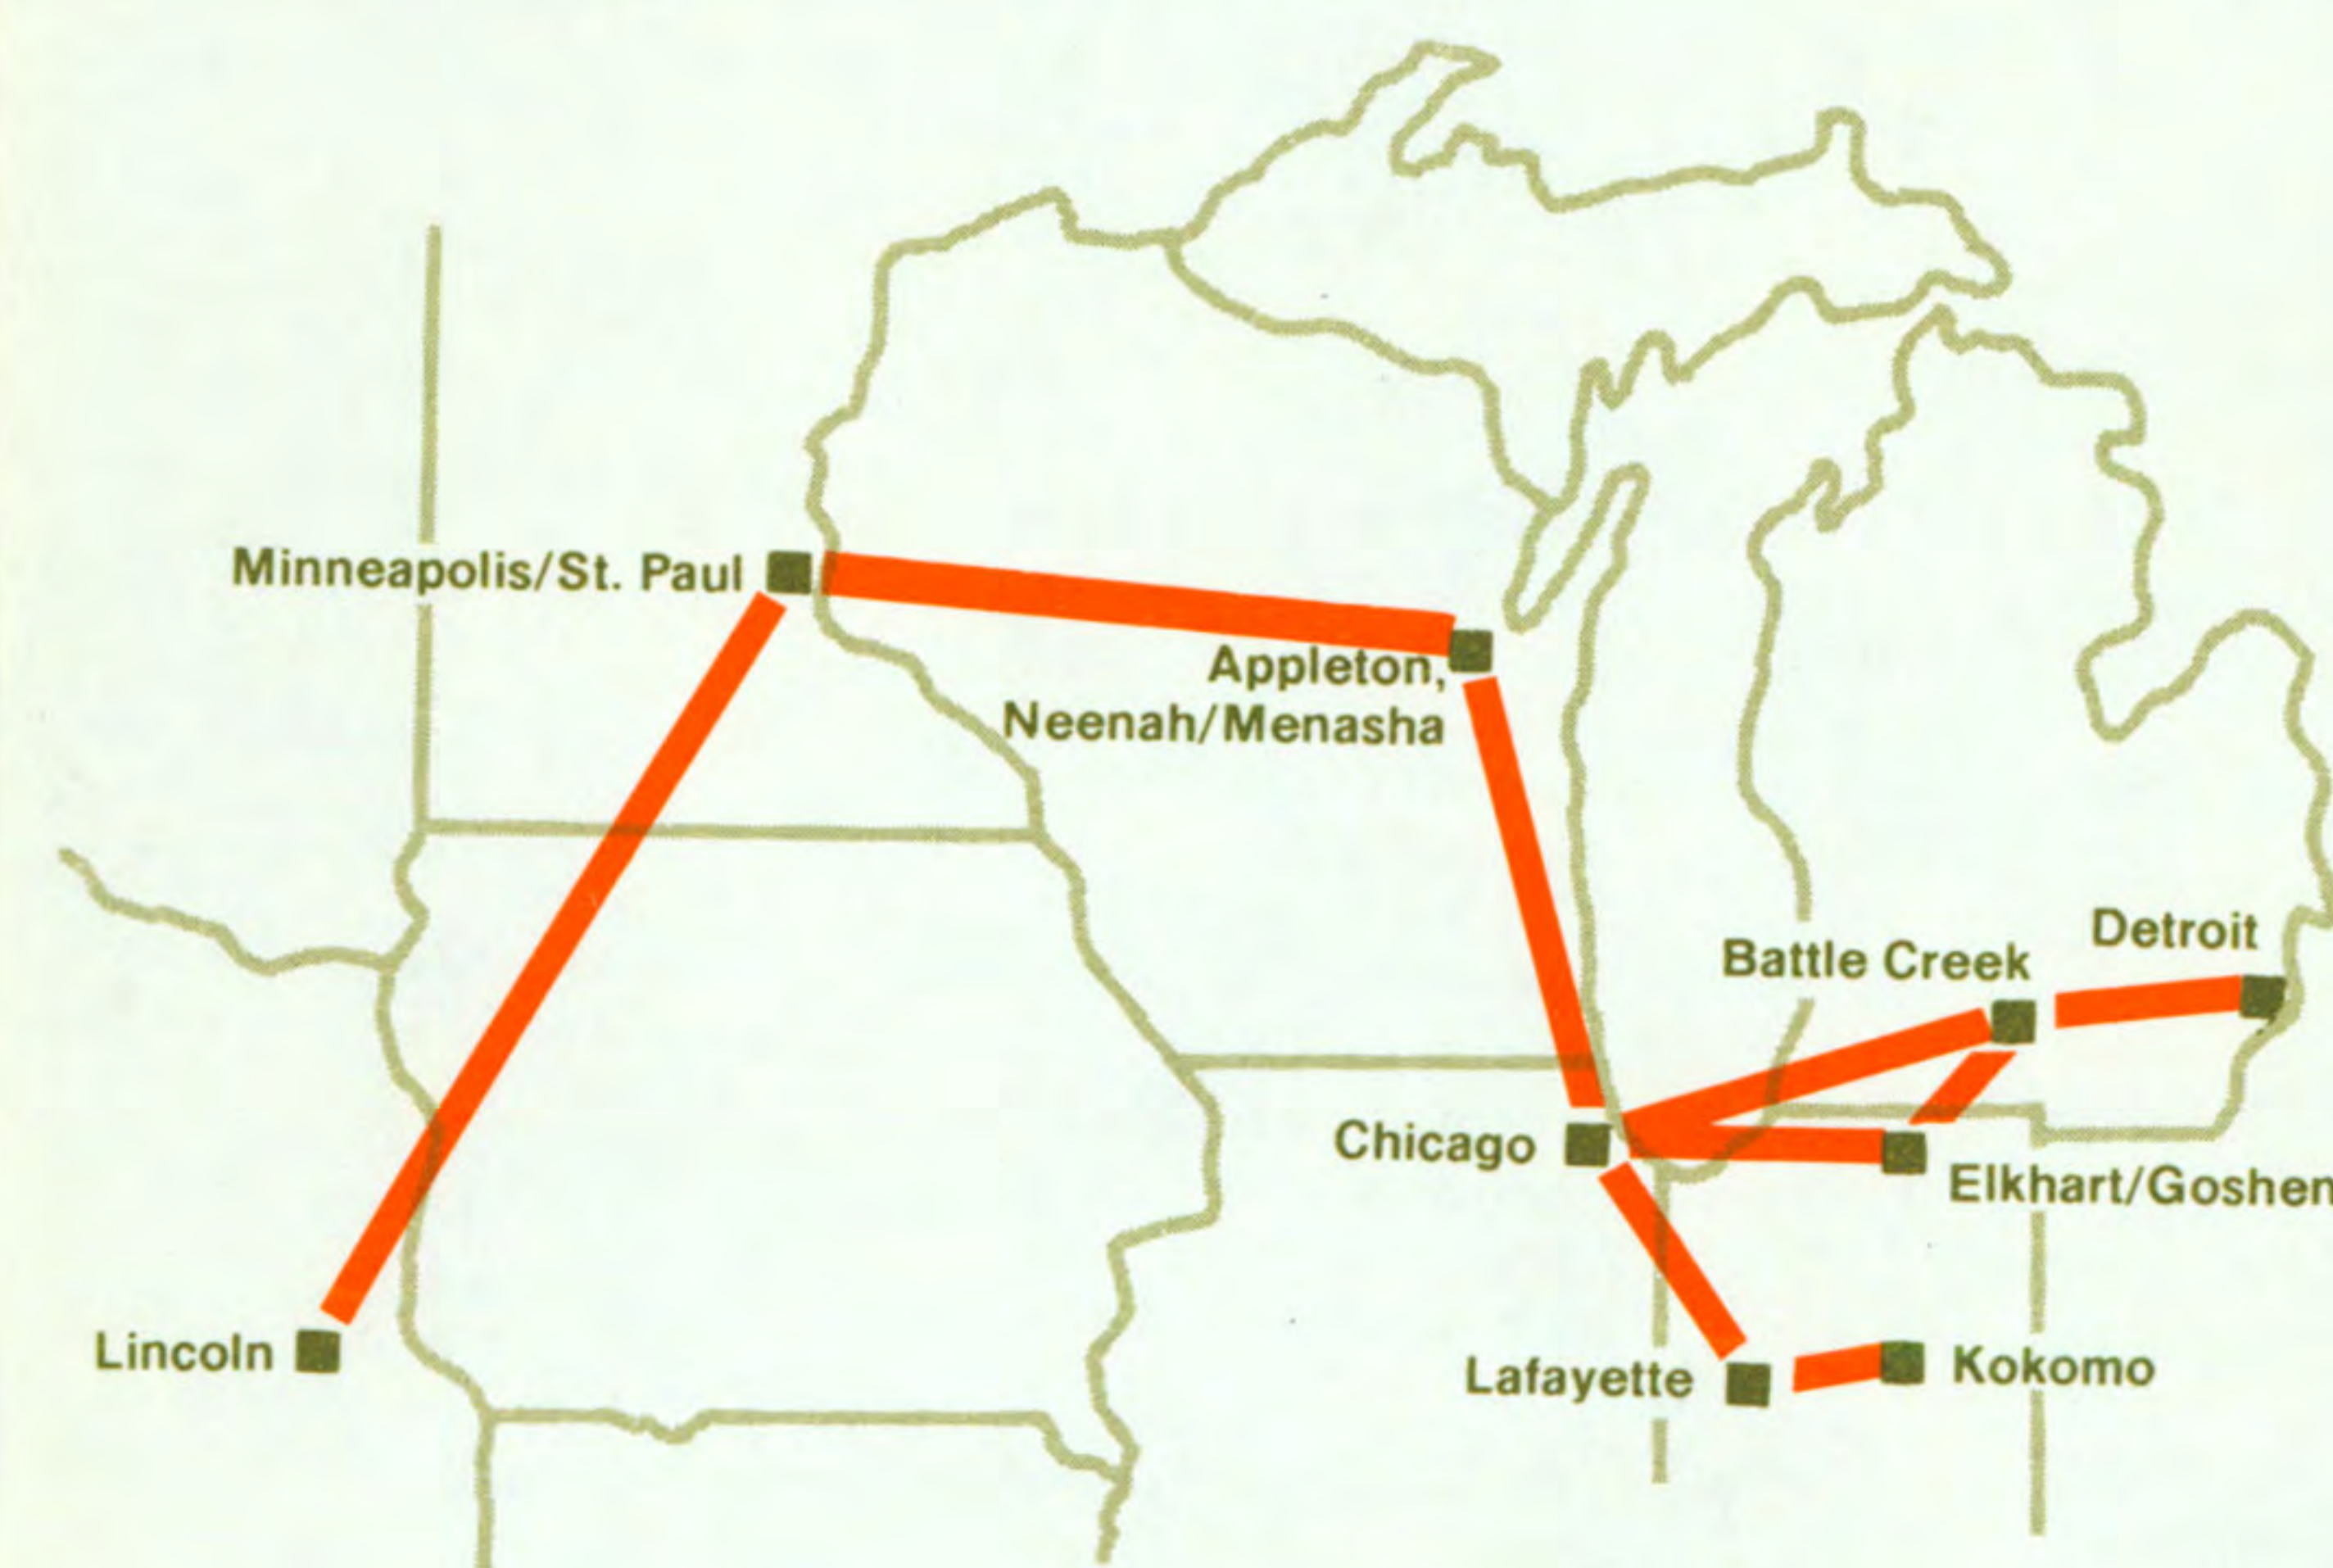 Minneapolis/St. Paul
Appleton,
Neenah/Menasha
Detroit
Battle Creek
Chicago
Elkhart/Goshen
Lincoln
Lafayette
Kokomo